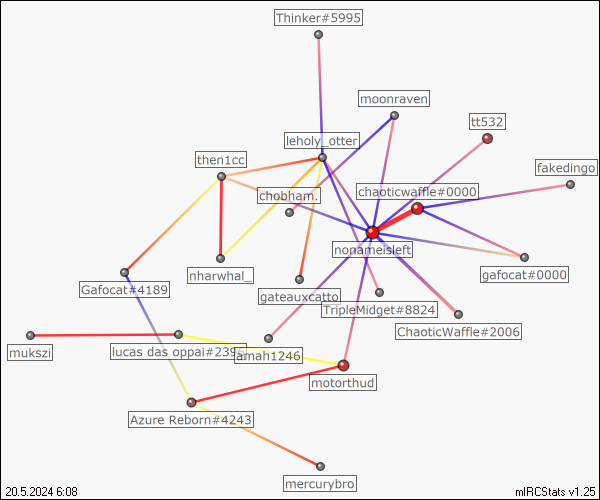 Thinker#5995
moonraven
tt532
leholy_otter
then1cc
fakedingo
chaoticwaffle#0000
chobham.
nonameisleft
nharwhal_
gafocat#0000
Gafocat#4189
gateauxcatto
TripleMidget#8824
ChaoticWaffle#2006
mukszi
lucas das oppai#2396
amah1246
motorthud
Azure Reborn#4243
mercurybro
20.5.2024 6:08
mIRCStats v1.25